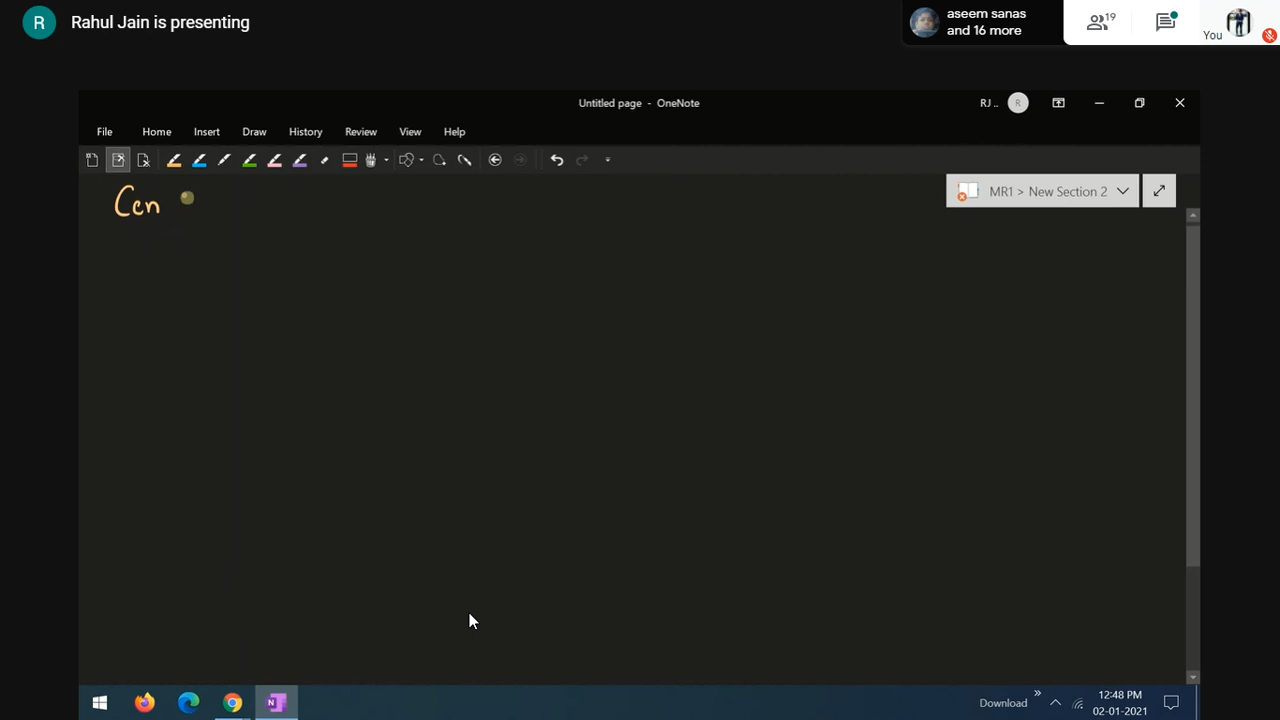 R Rahul Jain is presenting
aseem sanas
and 16 more
19
You
Untitled page - OneNote
RJ ..
R
File Home Insert Draw History Review View Help
Cen
MR1 > New Section 2
Download
12:48 PM
02-01-2021